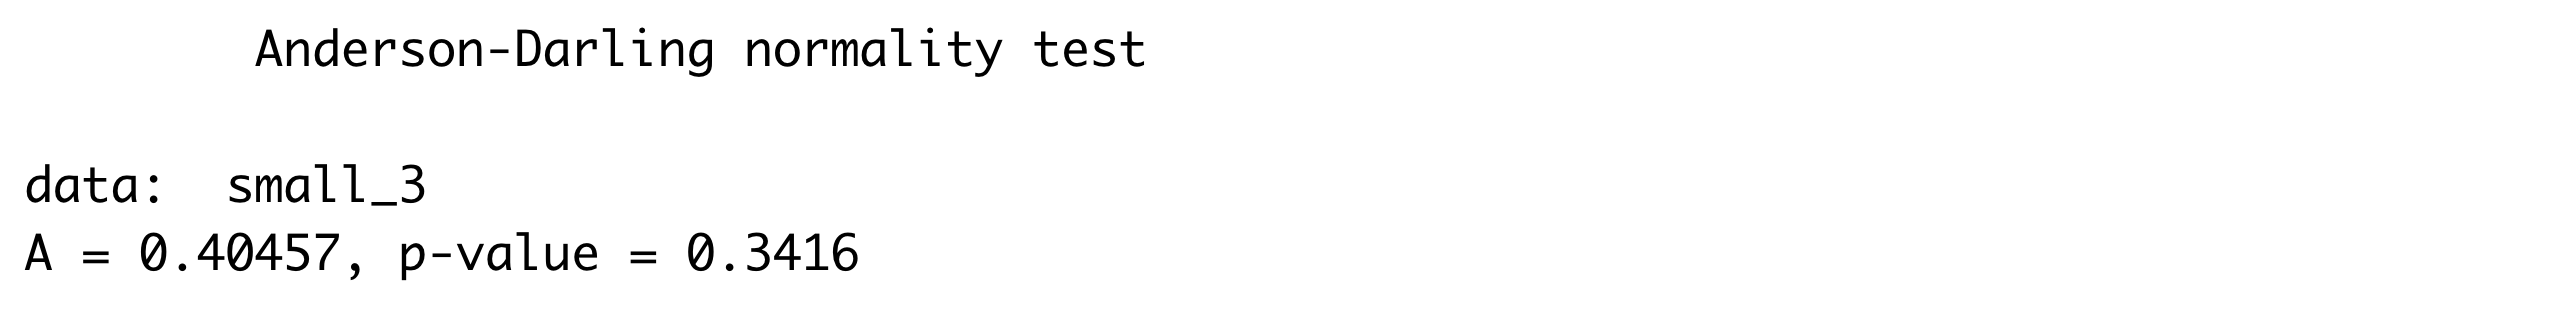 Anderson-Darling normality test
data:  small_3
A = 0.40457, p-value = 0.3416